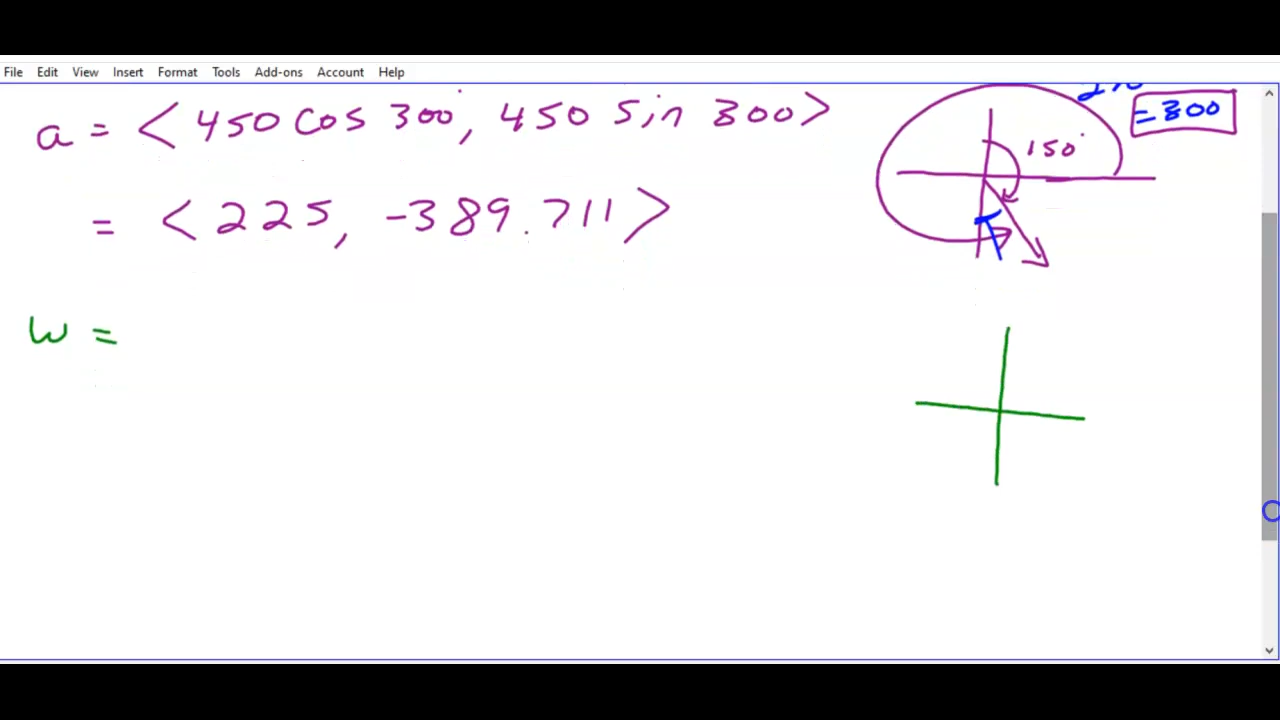 File Edit View Insert Format Tools Add-ons Account Help
a = <450 cos 300°, 450 Sin 300>
= 300
150°
= <225, -389.711>
w =